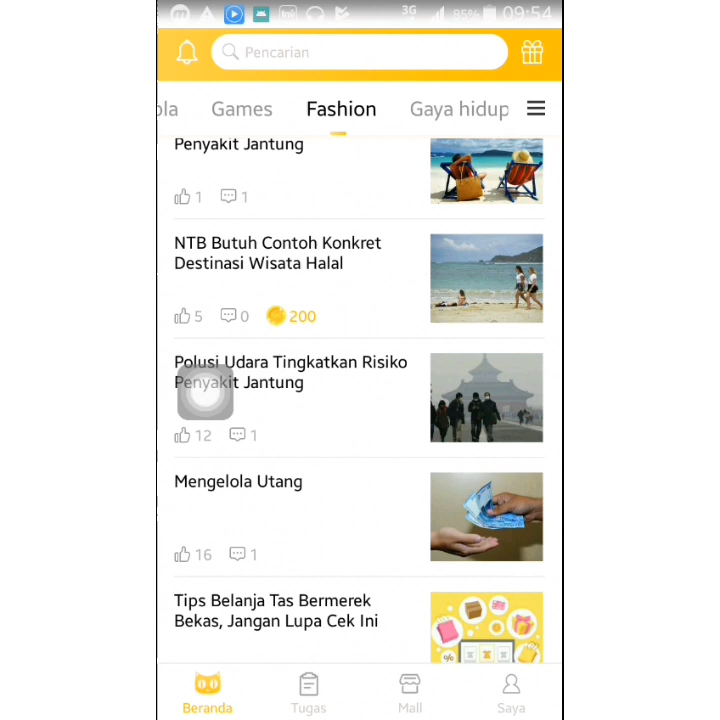 3G 85% 09:54
Pencarian
ola Games Fashion Gaya hidup
Penyakit Jantung
1 1
NTB Butuh Contoh Konkret
Destinasi Wisata Halal
5 0 200
Polusi Udara Tingkatkan Risiko
Penyakit Jantung
12 1
Mengelola Utang
16 1
Tips Belanja Tas Bermerek
Bekas, Jangan Lupa Cek Ini
%
Beranda Tugas Mall Saya